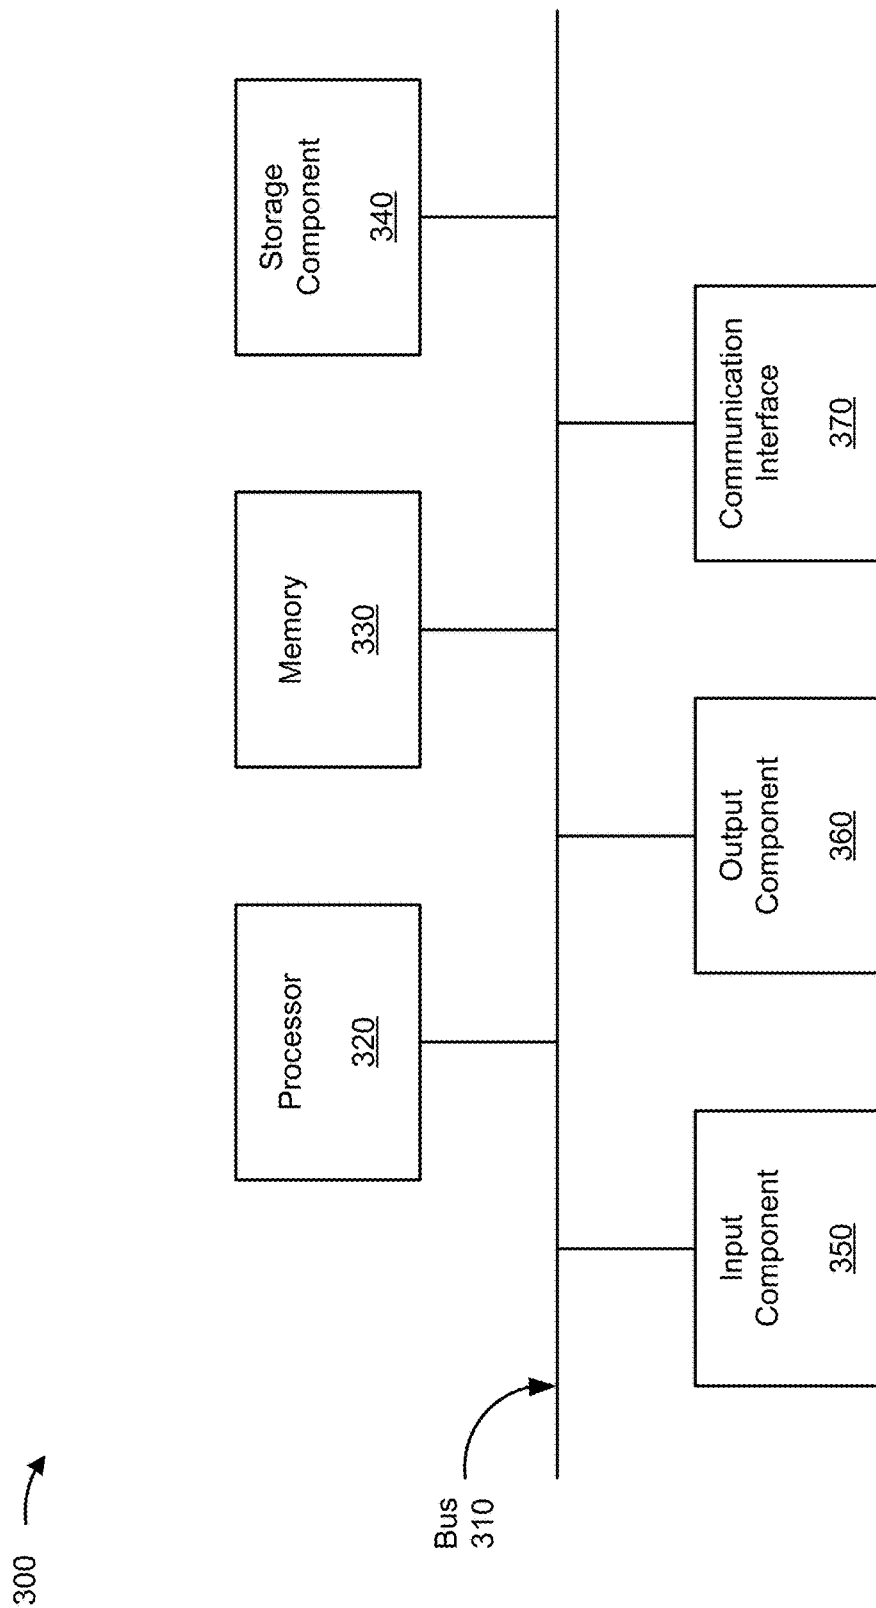 300
Processor
320
Memory
330
Storage
Component
340
Bus
310
Input
Component
350
Output
Component
360
Communication
Interface
370